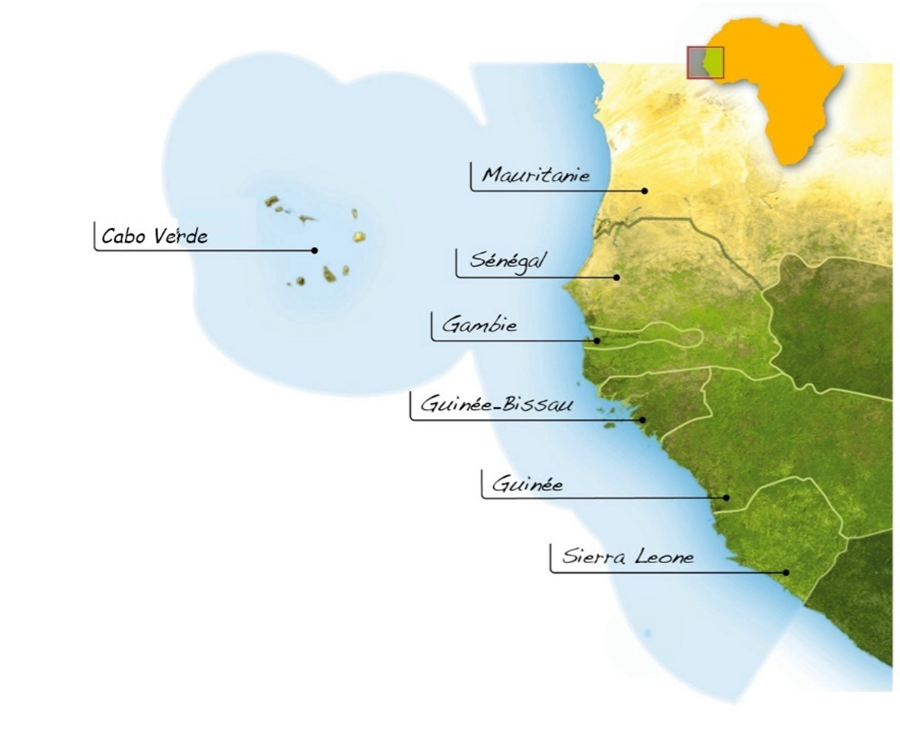 Mauritanie
Cabo Verde
Sénégal
Gambie
Guinée-Bissau
Guinée
Sierra Leone